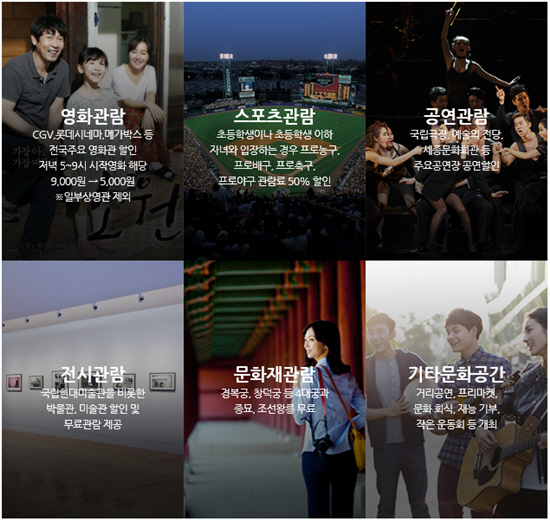 영화관람
CGV,롯데시네마,메가박스 등
전국주요 영화관 할인
저녁 5~9시 시작영화 해당
9,000원 → 5,000원
※일부상영관 제외
스포츠관람
초등학생이나 초등학생 이하
자녀와 입장하는 경우 프로농구,
프로배구, 프로축구,
프로야구 관람료 50% 할인
공연관람
국립극장, 예술의 전당,
세종문화회관 등
주요공연장 공연할인
소원
전시관람
국립현대미술관를 비롯한
박물관, 미술관 할인 및
무료관람 제공
문화재관람
경복궁, 창덕궁 등 4대궁과
종묘, 조선왕릉 무료
기타문화공간
거리공연, 프리마켓,
문화 회식, 재능 기부,
작은 운동회 등 개최